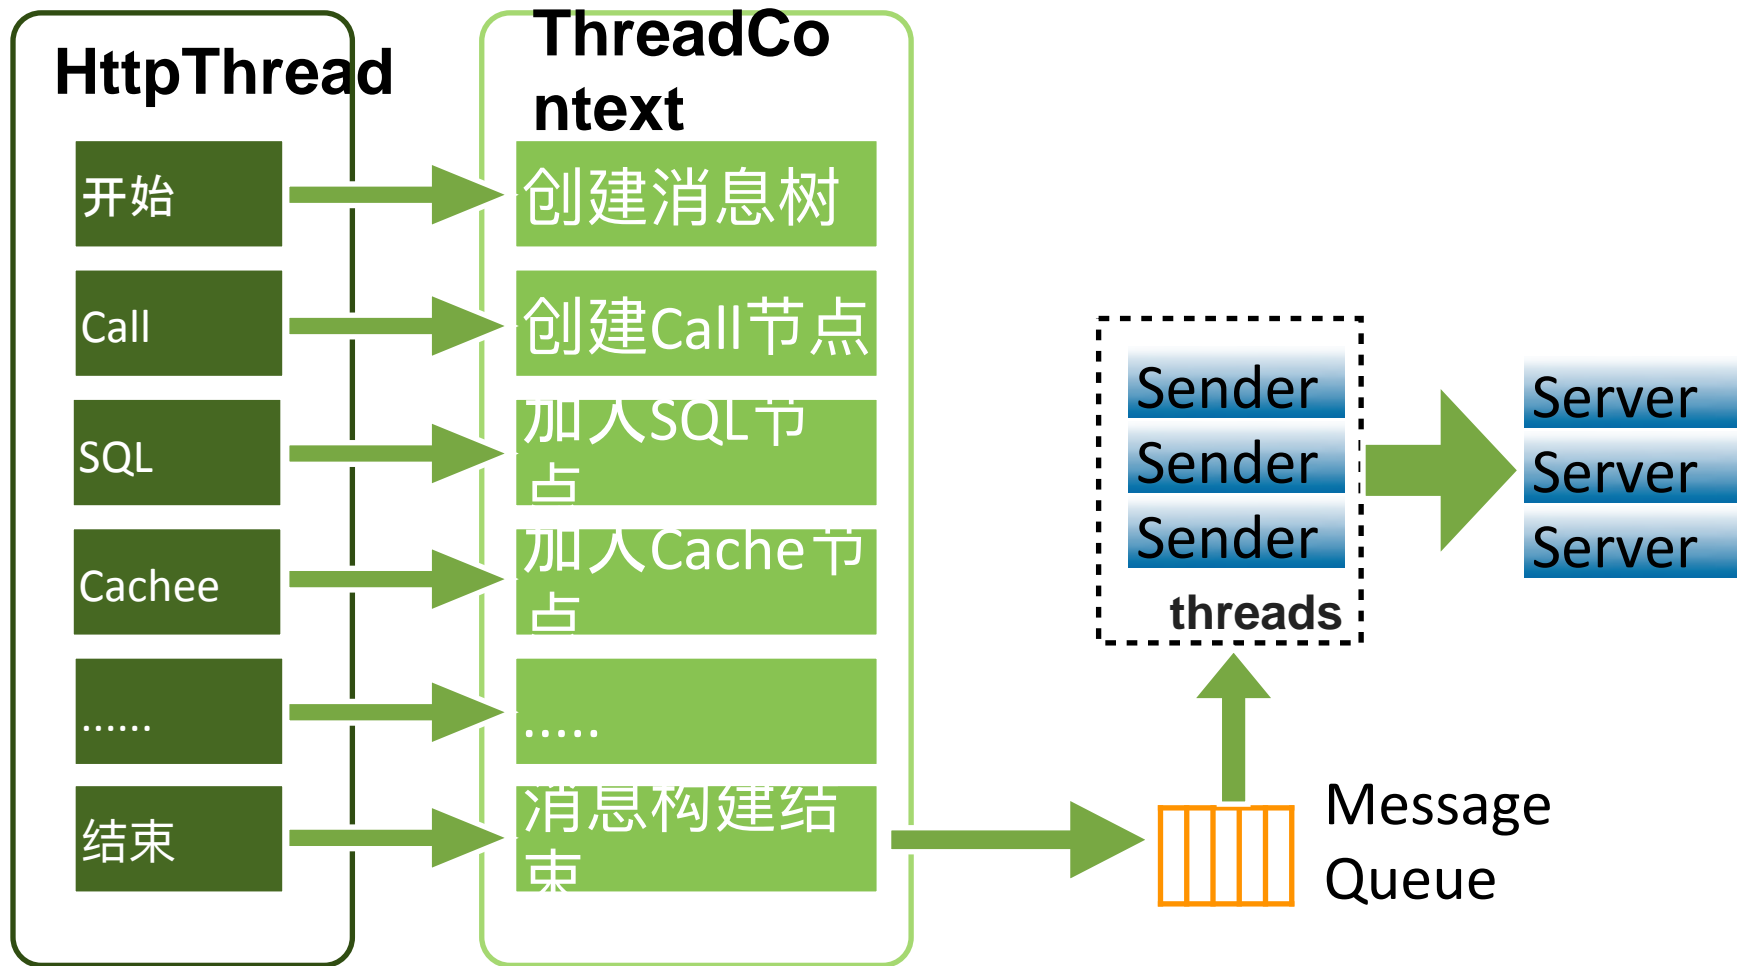 HttpThread
开始
Call
SQL
Cachee
......
结束
ThreadCo
ntext
创建消息树
创建Call节点
加入SQL节
点
加入Cache节
点
.....
消息构建结
束
Sender
Sender
Sender
threads
Server
Server
Server
Message
Queue